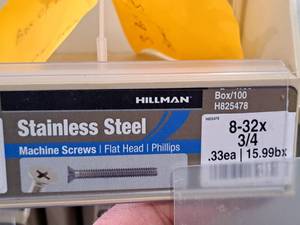 Box/100
H825478
HILLMAN
Stainless Steel
Machine Screws | Flat Head | Phillips
8-32x
3/4
.33ea | 15.99bx